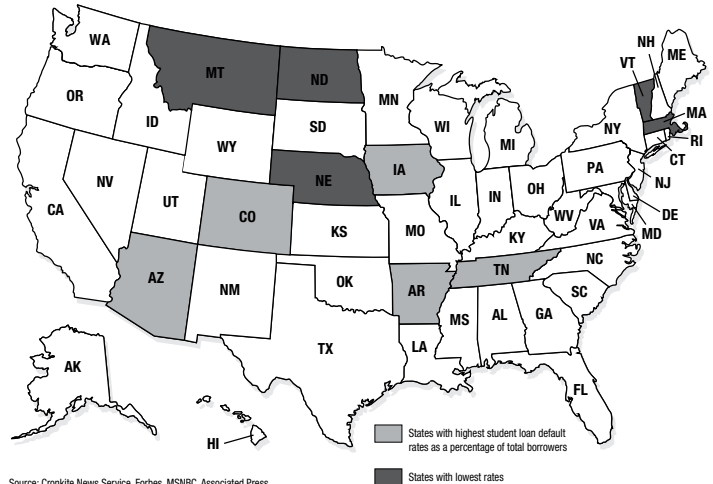 NH
ME
WA
VT
MT
ND
MN
MA
OR
ID
SD
WI
NY
RI
WY
MI
CT
IA
PA
NJ
NE
NV
OH
IL
IN
DE
UT
CA
CO
WV
VA
MD
KS
MO
KY
NC
TN
AZ
OK
NM
AR
SC
MS
AL
GA
LA
TX
AK
FL
HI
States with highest student loan default
rates as a percentage of total borrowers
States with lowest rates
Source: Cronkite News Service, Forbes, MSNBC, Associated Press